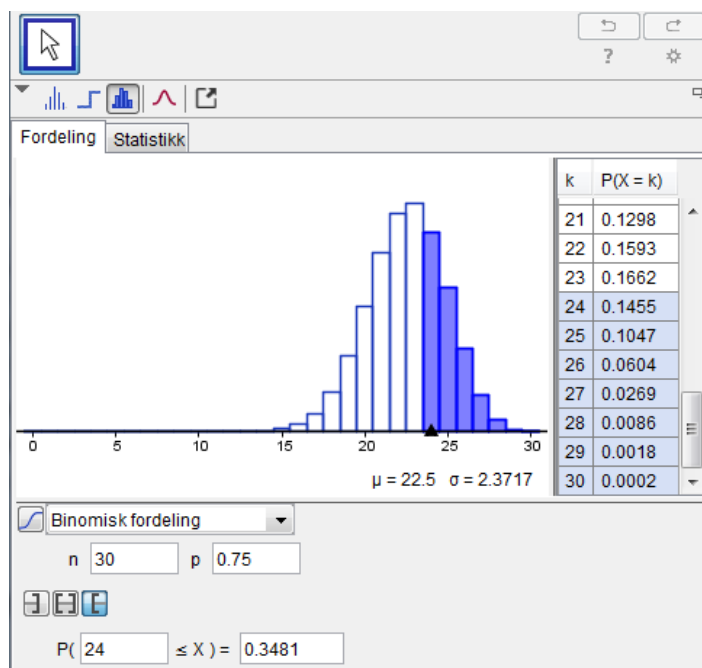 ?
Fordeling Statistikk
k P(X = k)
21 0.1298
22 0.1593
23 0.1662
24 0.1455
25 0.1047
26 0.0604
27 0.0269
28 0.0086
29 0.0018
30 0.0002
0 5 10 15 20 25 30
μ = 22.5 σ = 2.3717
Binomisk fordeling
n 30 p 0.75
P( 24 ≤ X ) = 0.3481